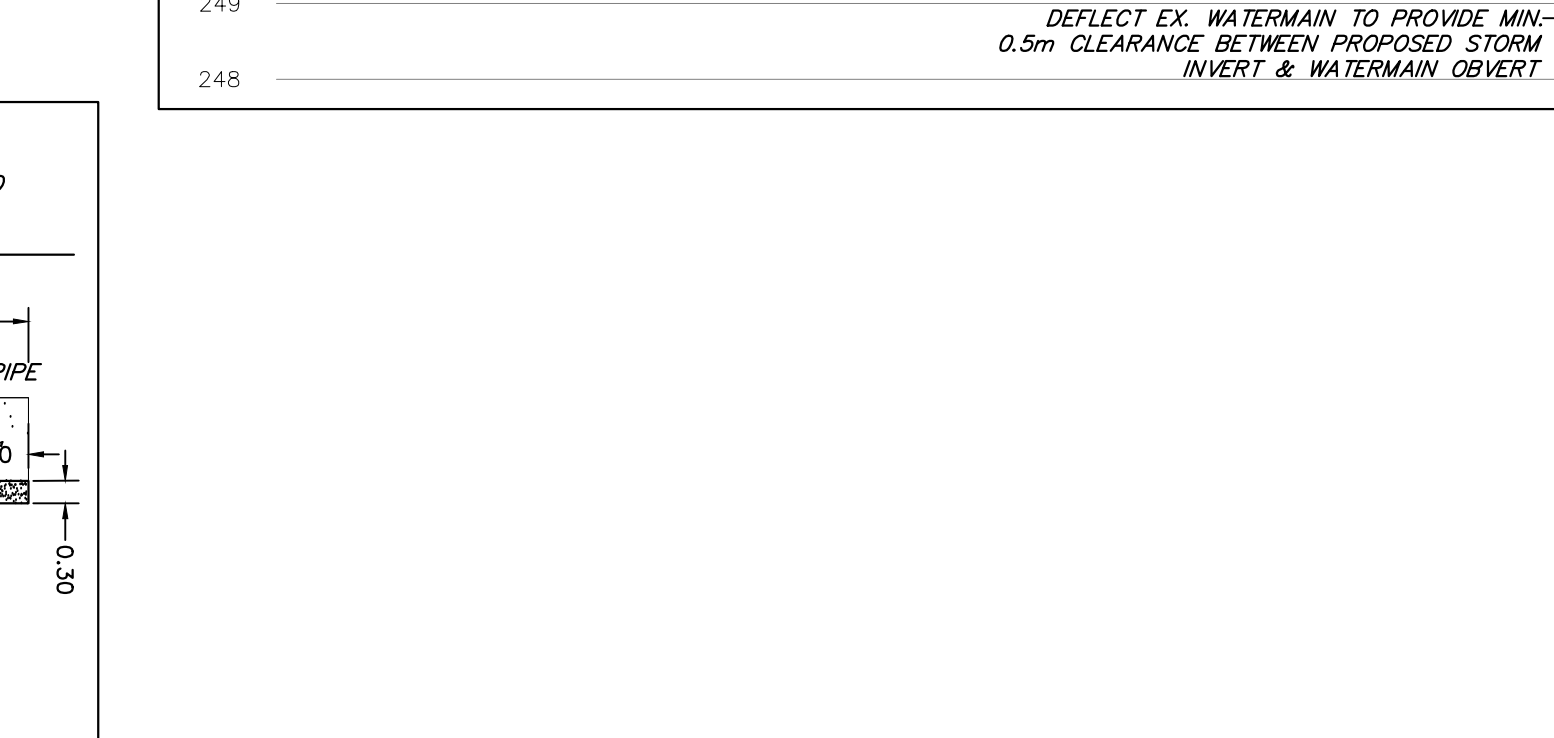 249
DEFLECT EX. WATERMAIN TO PROVIDE MIN.
0.5m CLEARANCE BETWEEN PROPOSED STORM
248
INVERT & WATERMAIN OBVERT
PIPE
0.30